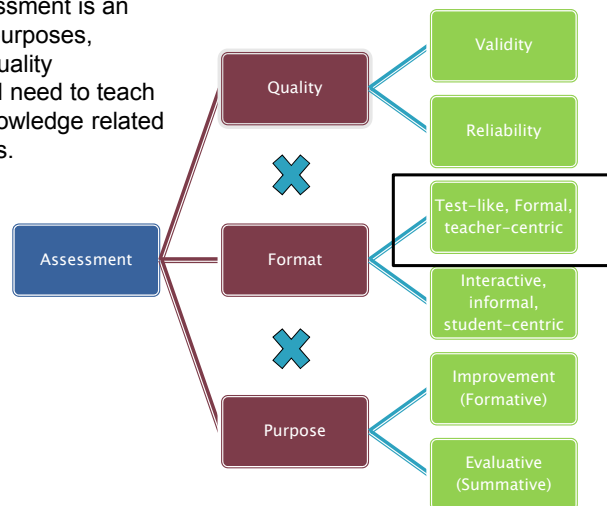 ssment is an
urposes,
uality
l need to teach
owledge related
s.
Quality
Validity
Reliability
Assessment
Format
Test-like, Formal,
teacher-centric
Interactive,
informal,
student-centric
Purpose
Improvement
(Formative)
Evaluative
(Summative)